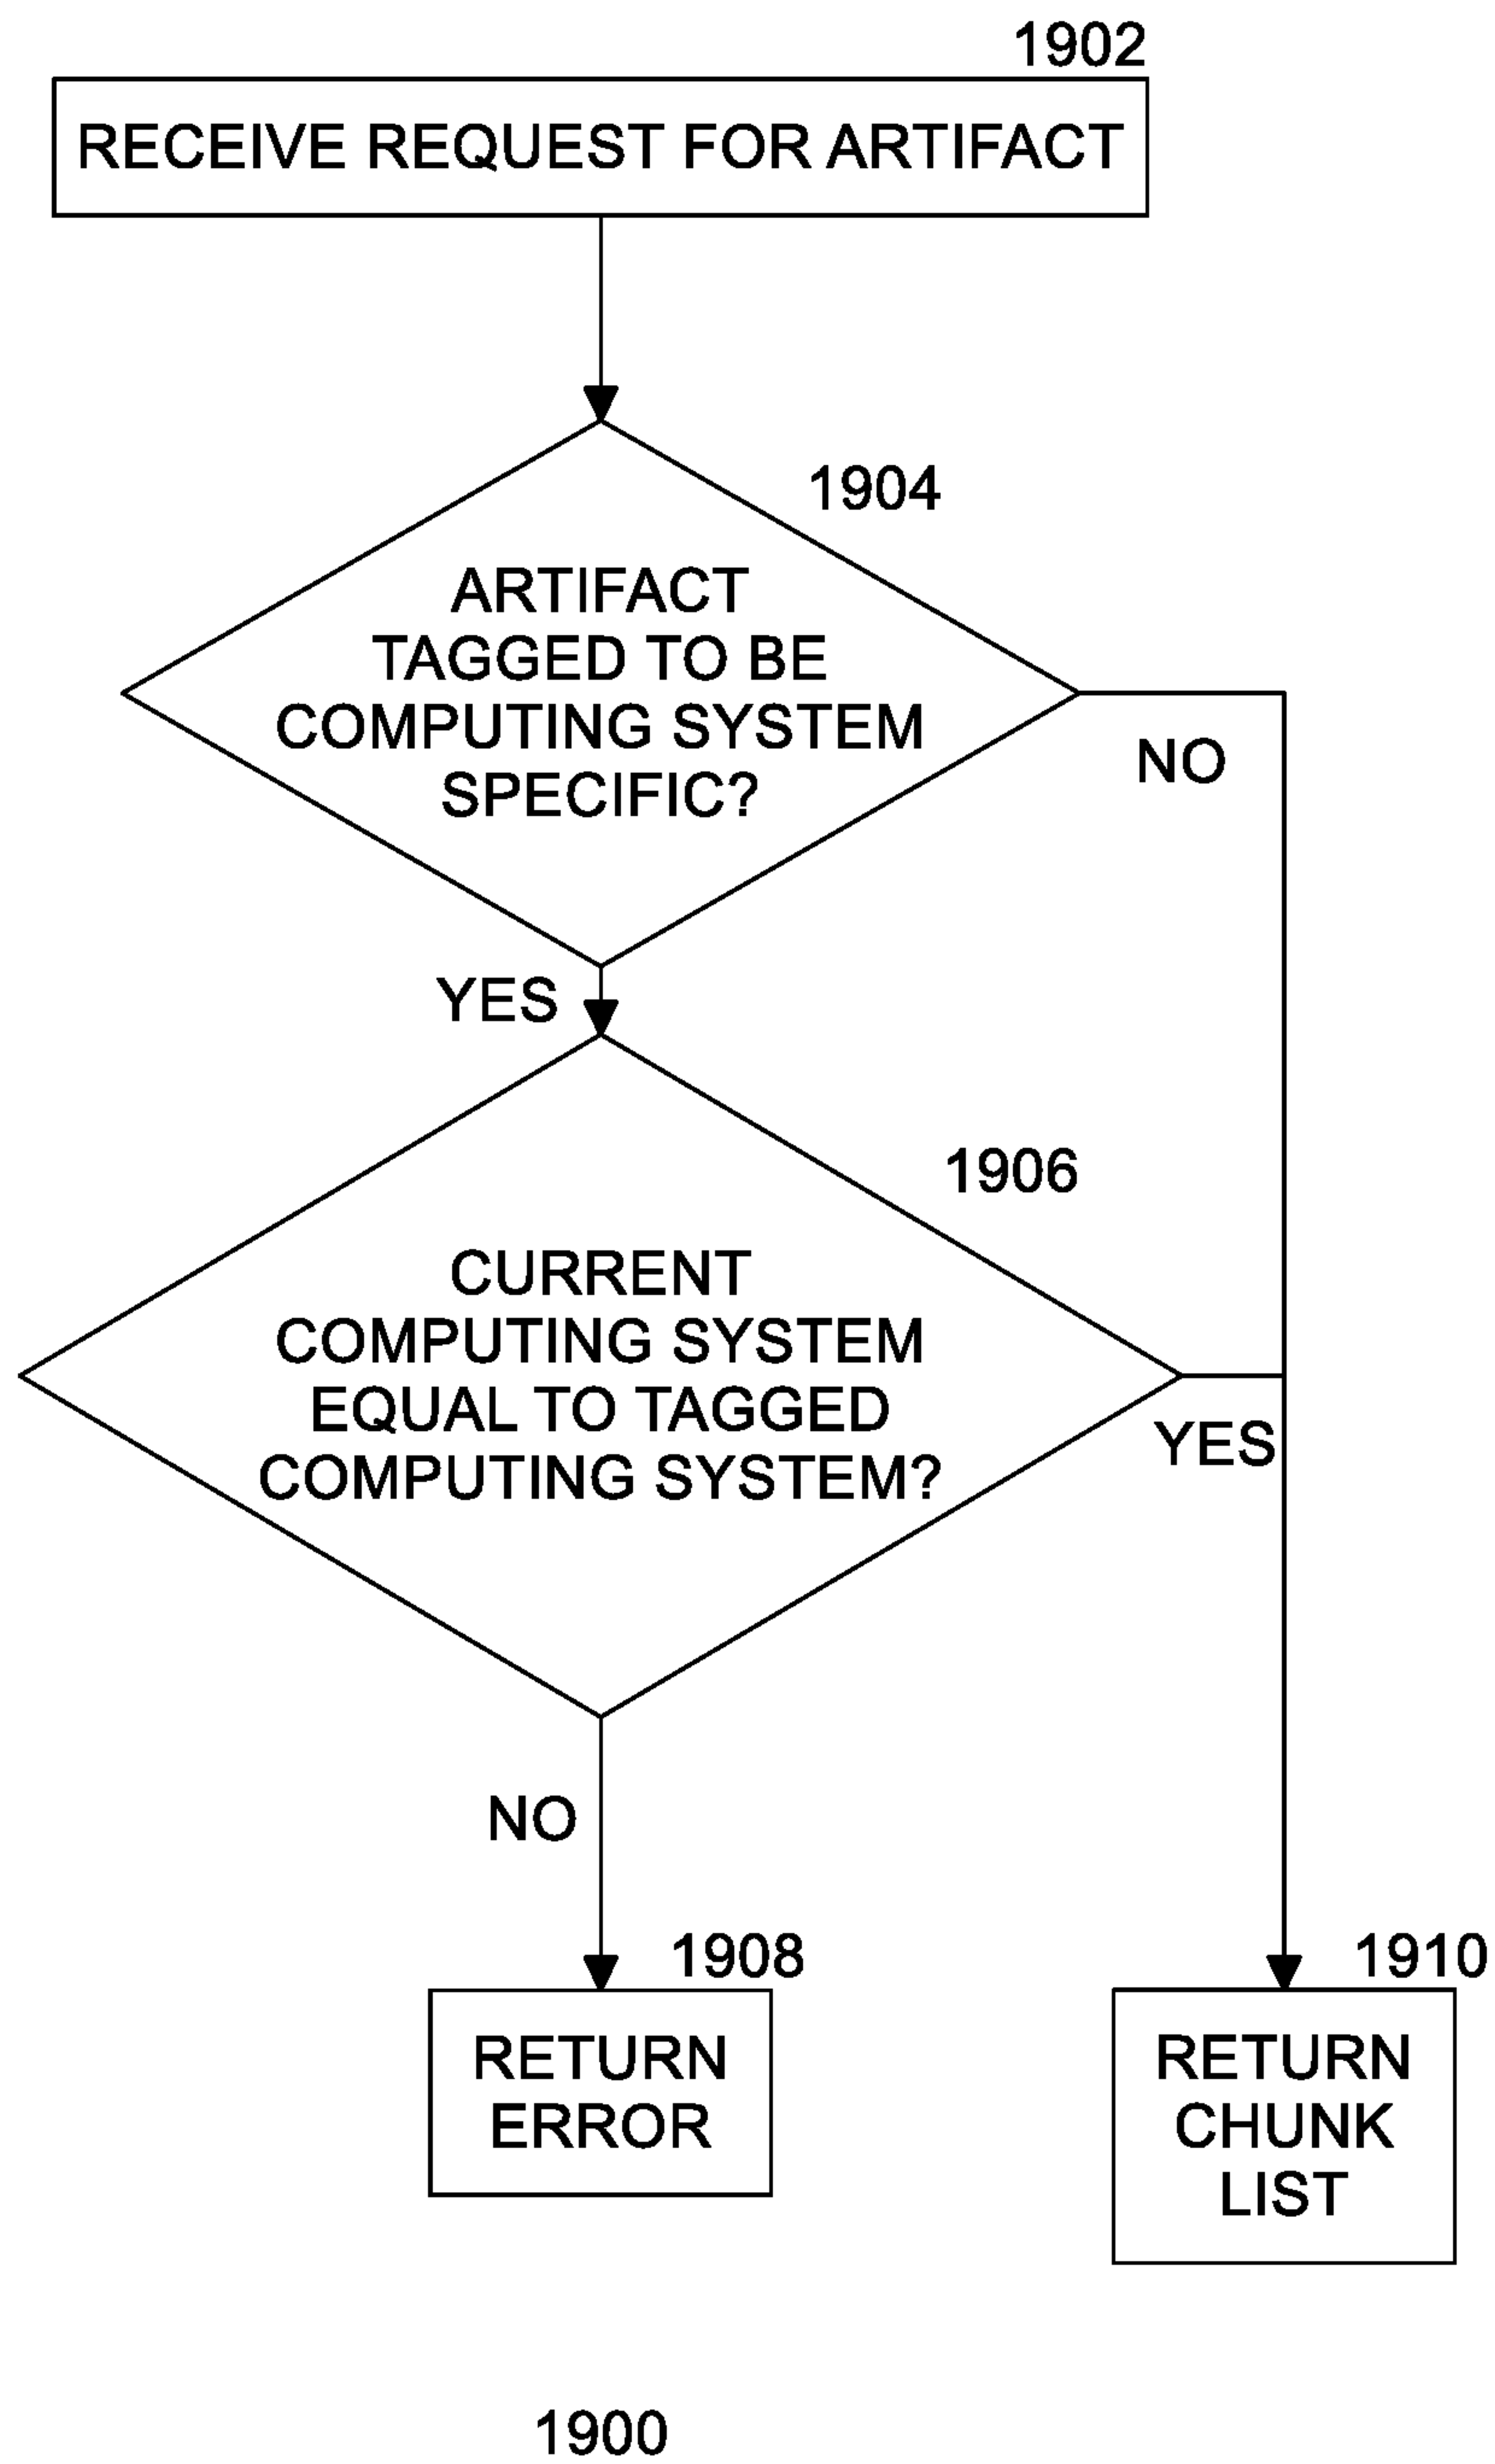 1902
RECEIVE REQUEST FOR ARTIFACT
1904
ARTIFACT
TAGGED TO BE
COMPUTING SYSTEM
SPECIFIC?
NO
YES
1906
CURRENT
COMPUTING SYSTEM
EQUAL TO TAGGED
COMPUTING SYSTEM?
YES
NO
1908
RETURN
ERROR
1910
RETURN
CHUNK
LIST
1900